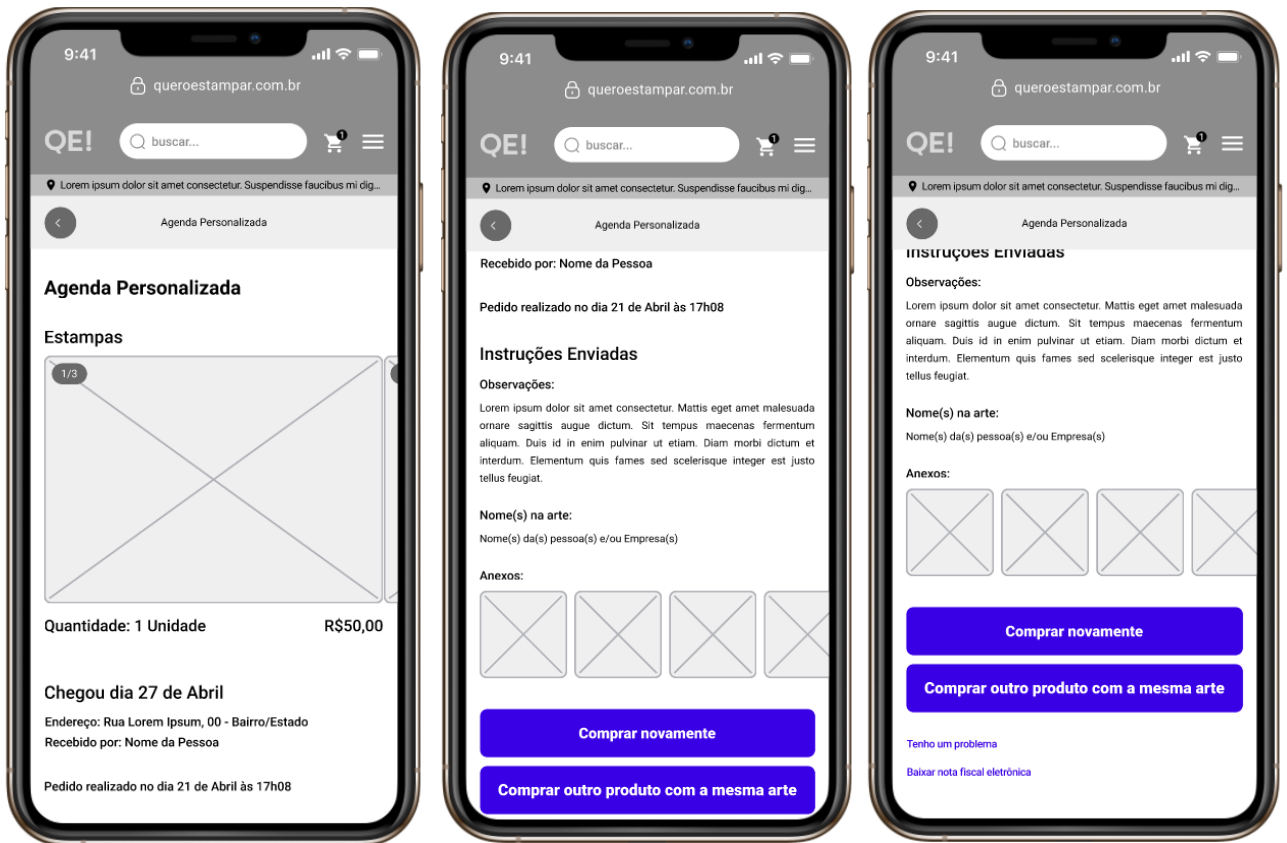 9:41
queroestampar.com.br
QE!
buscar...
1
Lorem ipsum dolor sit amet consectetur. Suspendisse faucibus mi dig...
Agenda Personalizada
Agenda Personalizada
Estampas
1/3
Quantidade: 1 Unidade
R$50,00
Chegou dia 27 de Abril
Endereço: Rua Lorem Ipsum, 00 - Bairro/Estado
Recebido por: Nome da Pessoa
Pedido realizado no dia 21 de Abril às 17h08
9:41
queroestampar.com.br
QE!
buscar...
1
Lorem ipsum dolor sit amet consectetur. Suspendisse faucibus mi dig...
Agenda Personalizada
Recebido por: Nome da Pessoa
Pedido realizado no dia 21 de Abril às 17h08
Instruções Enviadas
Observações:
Lorem ipsum dolor sit amet consectetur. Mattis eget amet malesuada
ornare sagittis augue dictum. Sit tempus maecenas fermentum
aliquam. Duis id in enim pulvinar ut etiam. Diam morbi dictum et
interdum. Elementum quis fames sed scelerisque integer est justo
tellus feugiat.
Nome(s) na arte:
Nome(s) da(s) pessoa(s) e/ou Empresa(s)
Anexos:
Comprar novamente
Comprar outro produto com a mesma arte
9:41
queroestampar.com.br
QE!
buscar...
1
Lorem ipsum dolor sit amet consectetur. Suspendisse faucibus mi dig...
Agenda Personalizada
Instruções Enviadas
Observações:
Lorem ipsum dolor sit amet consectetur. Mattis eget amet malesuada
ornare sagittis augue dictum. Sit tempus maecenas fermentum
aliquam. Duis id in enim pulvinar ut etiam. Diam morbi dictum et
interdum. Elementum quis fames sed scelerisque integer est justo
tellus feugiat.
Nome(s) na arte:
Nome(s) da(s) pessoa(s) e/ou Empresa(s)
Anexos:
Comprar novamente
Comprar outro produto com a mesma arte
Tenho um problema
Baixar nota fiscal eletrônica